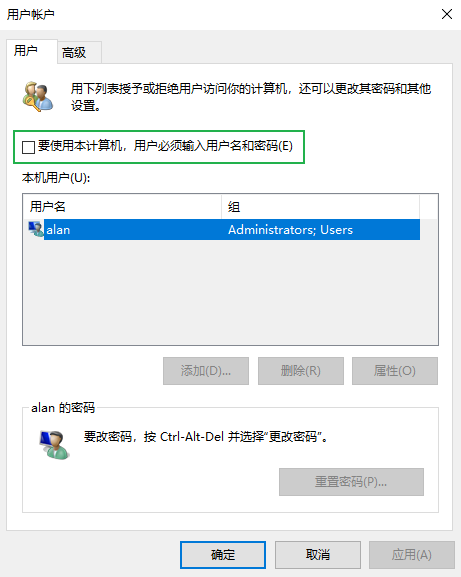 用户帐户
用户
高级
用下列表授予或拒绝用户访问你的计算机，还可以更改其密码和其他
设置。
要使用本计算机，用户必须输入用户名和密码(E)
本机用户(U):
用户名 组
alan Administrators; Users
添加(D)... 删除(R) 属性(O)
alan 的密码
要改密码，按 Ctrl-Alt-Del 并选择“更改密码”。
重置密码(P)...
确定 取消 应用(A)